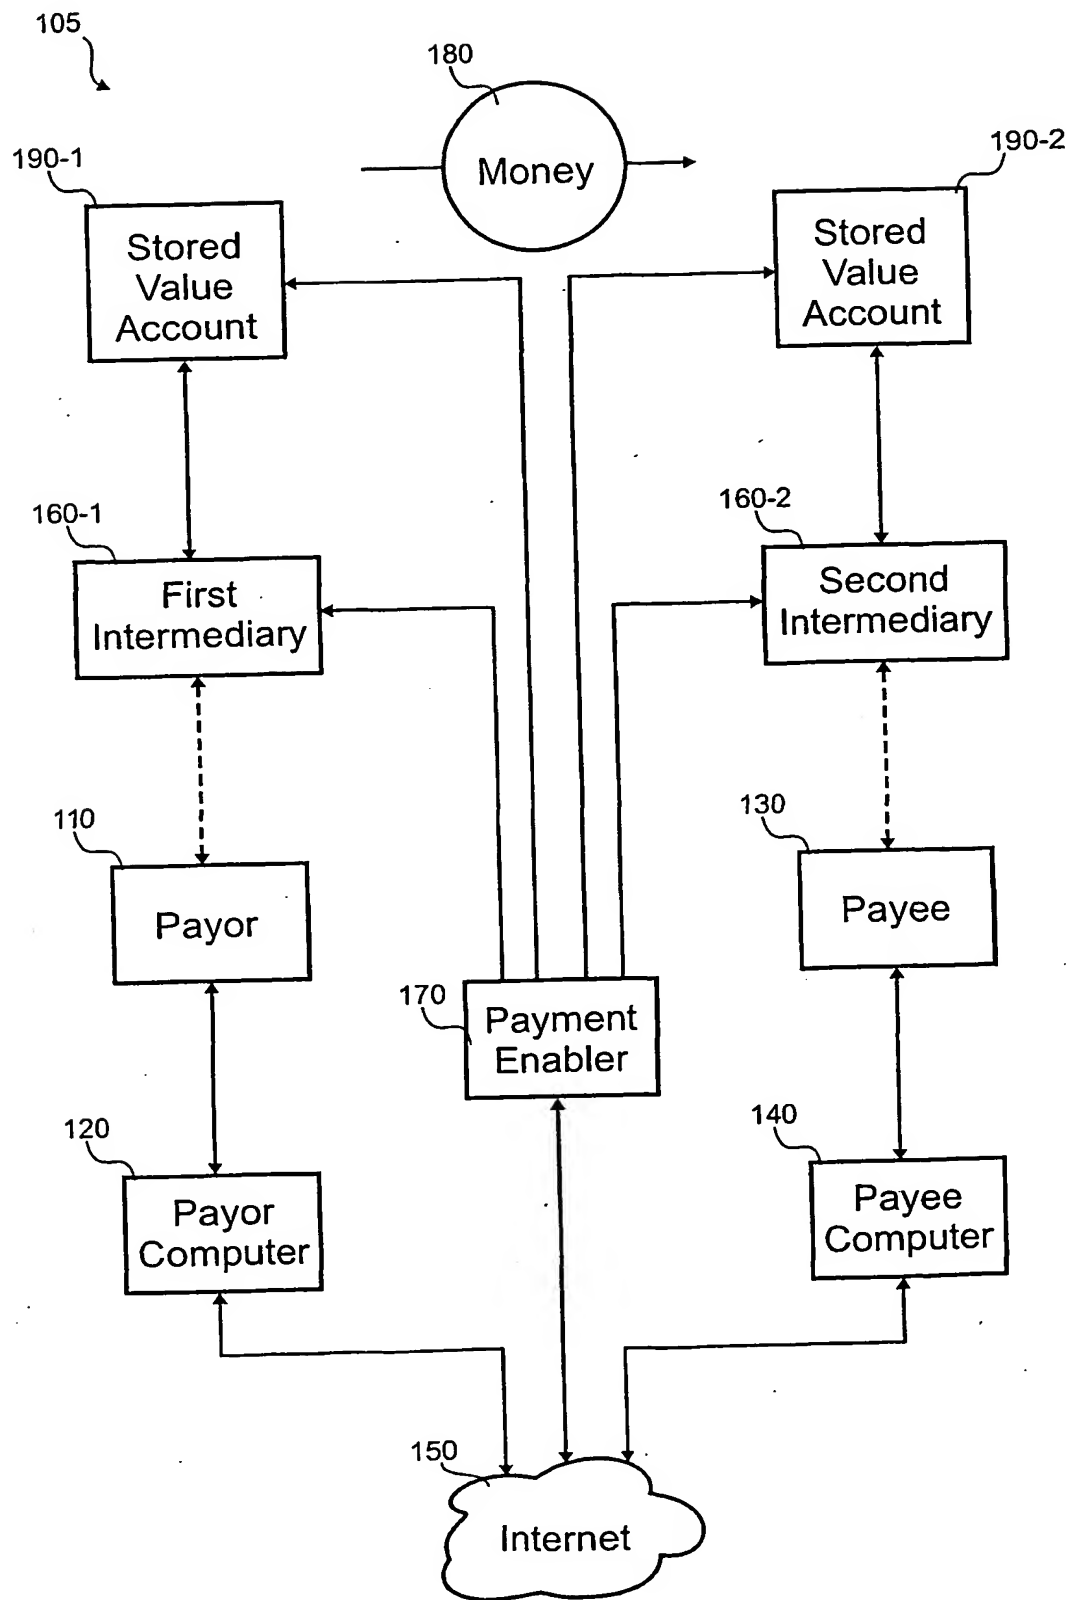 105
180
Money
190-1
Stored
Value
Account
190-2
Stored
Value
Account
160-1
First
Intermediary
160-2
Second
Intermediary
110
Payor
130
Payee
170
Payment
Enabler
120
Payor
Computer
140
Payee
Computer
150
Internet